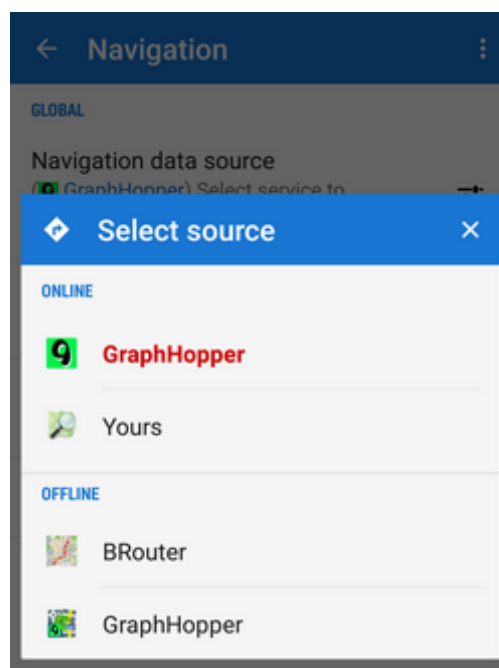 Navigation
GLOBAL
Navigation data source
(GraphHopper) Select service to
Select source
ONLINE
GraphHopper
Yours
OFFLINE
BRouter
GraphHopper